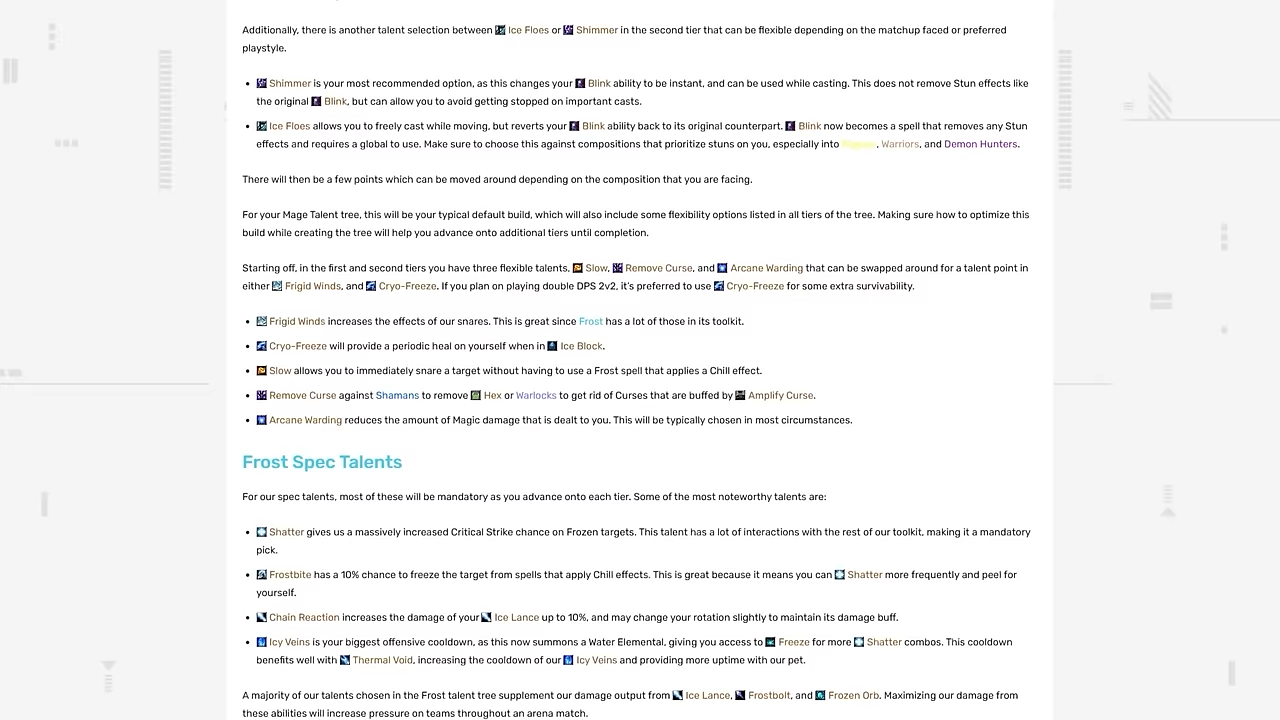 Additionally, there is another talent selection between Ice Floes or Shimmer in the second tier that can be flexible depending on the matchup faced or preferred
playstyle.
Shimmer is your typical recommended option, as this changes your Blink ability to be instant and can be used while casting. This does not remove Stun effects like
the original Blink, but can allow you to avoid getting stopped on important casts.
Ice Floes allows you to freely cast while moving, but reverts your Blink ability back to its original counterpart. Blink now becomes a spell that removes any Stun
effects and requires a global to use. Ice Floes should be used against compositions that prioritize stuns on you, especially into Warriors, and Demon Hunters.
There will then be a few talents which can be swapped around depending on the composition that you are facing.
For your Mage Talent tree, this will be your typical default build, which will also include some flexibility options listed in all tiers of the tree. Making sure how to optimize this
build while creating the tree will help you advance onto additional tiers until completion.
Starting off, in the first and second tiers you have three flexible talents, Slow, Remove Curse, and Arcane Warding that can be swapped around for a talent point in
either Frigid Winds, and Cryo-Freeze. If you plan on playing double DPS 2v2, it's preferred to use Cryo-Freeze for some extra survivability.
Frigid Winds increases the effects of our snares. This is great since Frost has a lot of those in its toolkit.
Cryo-Freeze will provide a periodic heal on yourself when in Ice Block.
Slow allows you to immediately snare a target without having to use a Frost spell that applies a Chill effect.
Remove Curse against Shamans to remove Hex or Warlocks to get rid of Curses that are buffed by Amplify Curse.
Arcane Warding reduces the amount of Magic damage that is dealt to you. This will be typically chosen in most circumstances.
Frost Spec Talents
For our spec talents, most of these will be mandatory as you advance onto each tier. Some of the most noteworthy talents are:
Shatter gives us a massively increased Critical Strike chance on Frozen targets. This talent has a lot of interactions with the rest of our toolkit, making it a mandatory
pick.
Frostbite has a 10% chance to freeze the target from spells that apply Chill effects. This is great because it means you can Shatter more frequently and peel for
yourself.
Chain Reaction increases the damage of your Ice Lance up to 10%, and may change your rotation slightly to maintain its damage buff.
Icy Veins is your biggest offensive cooldown, as this now summons a Water Elemental, giving you access to Freeze for more Shatter combos. This cooldown
benefits well with Thermal Void, increasing the cooldown of our Icy Veins and providing more uptime with our pet.
A majority of our talents chosen in the Frost talent tree supplement our damage output from Ice Lance, Frostbolt, and Frozen Orb. Maximizing our damage from
these abilities will increase pressure on teams throughout an arena match.